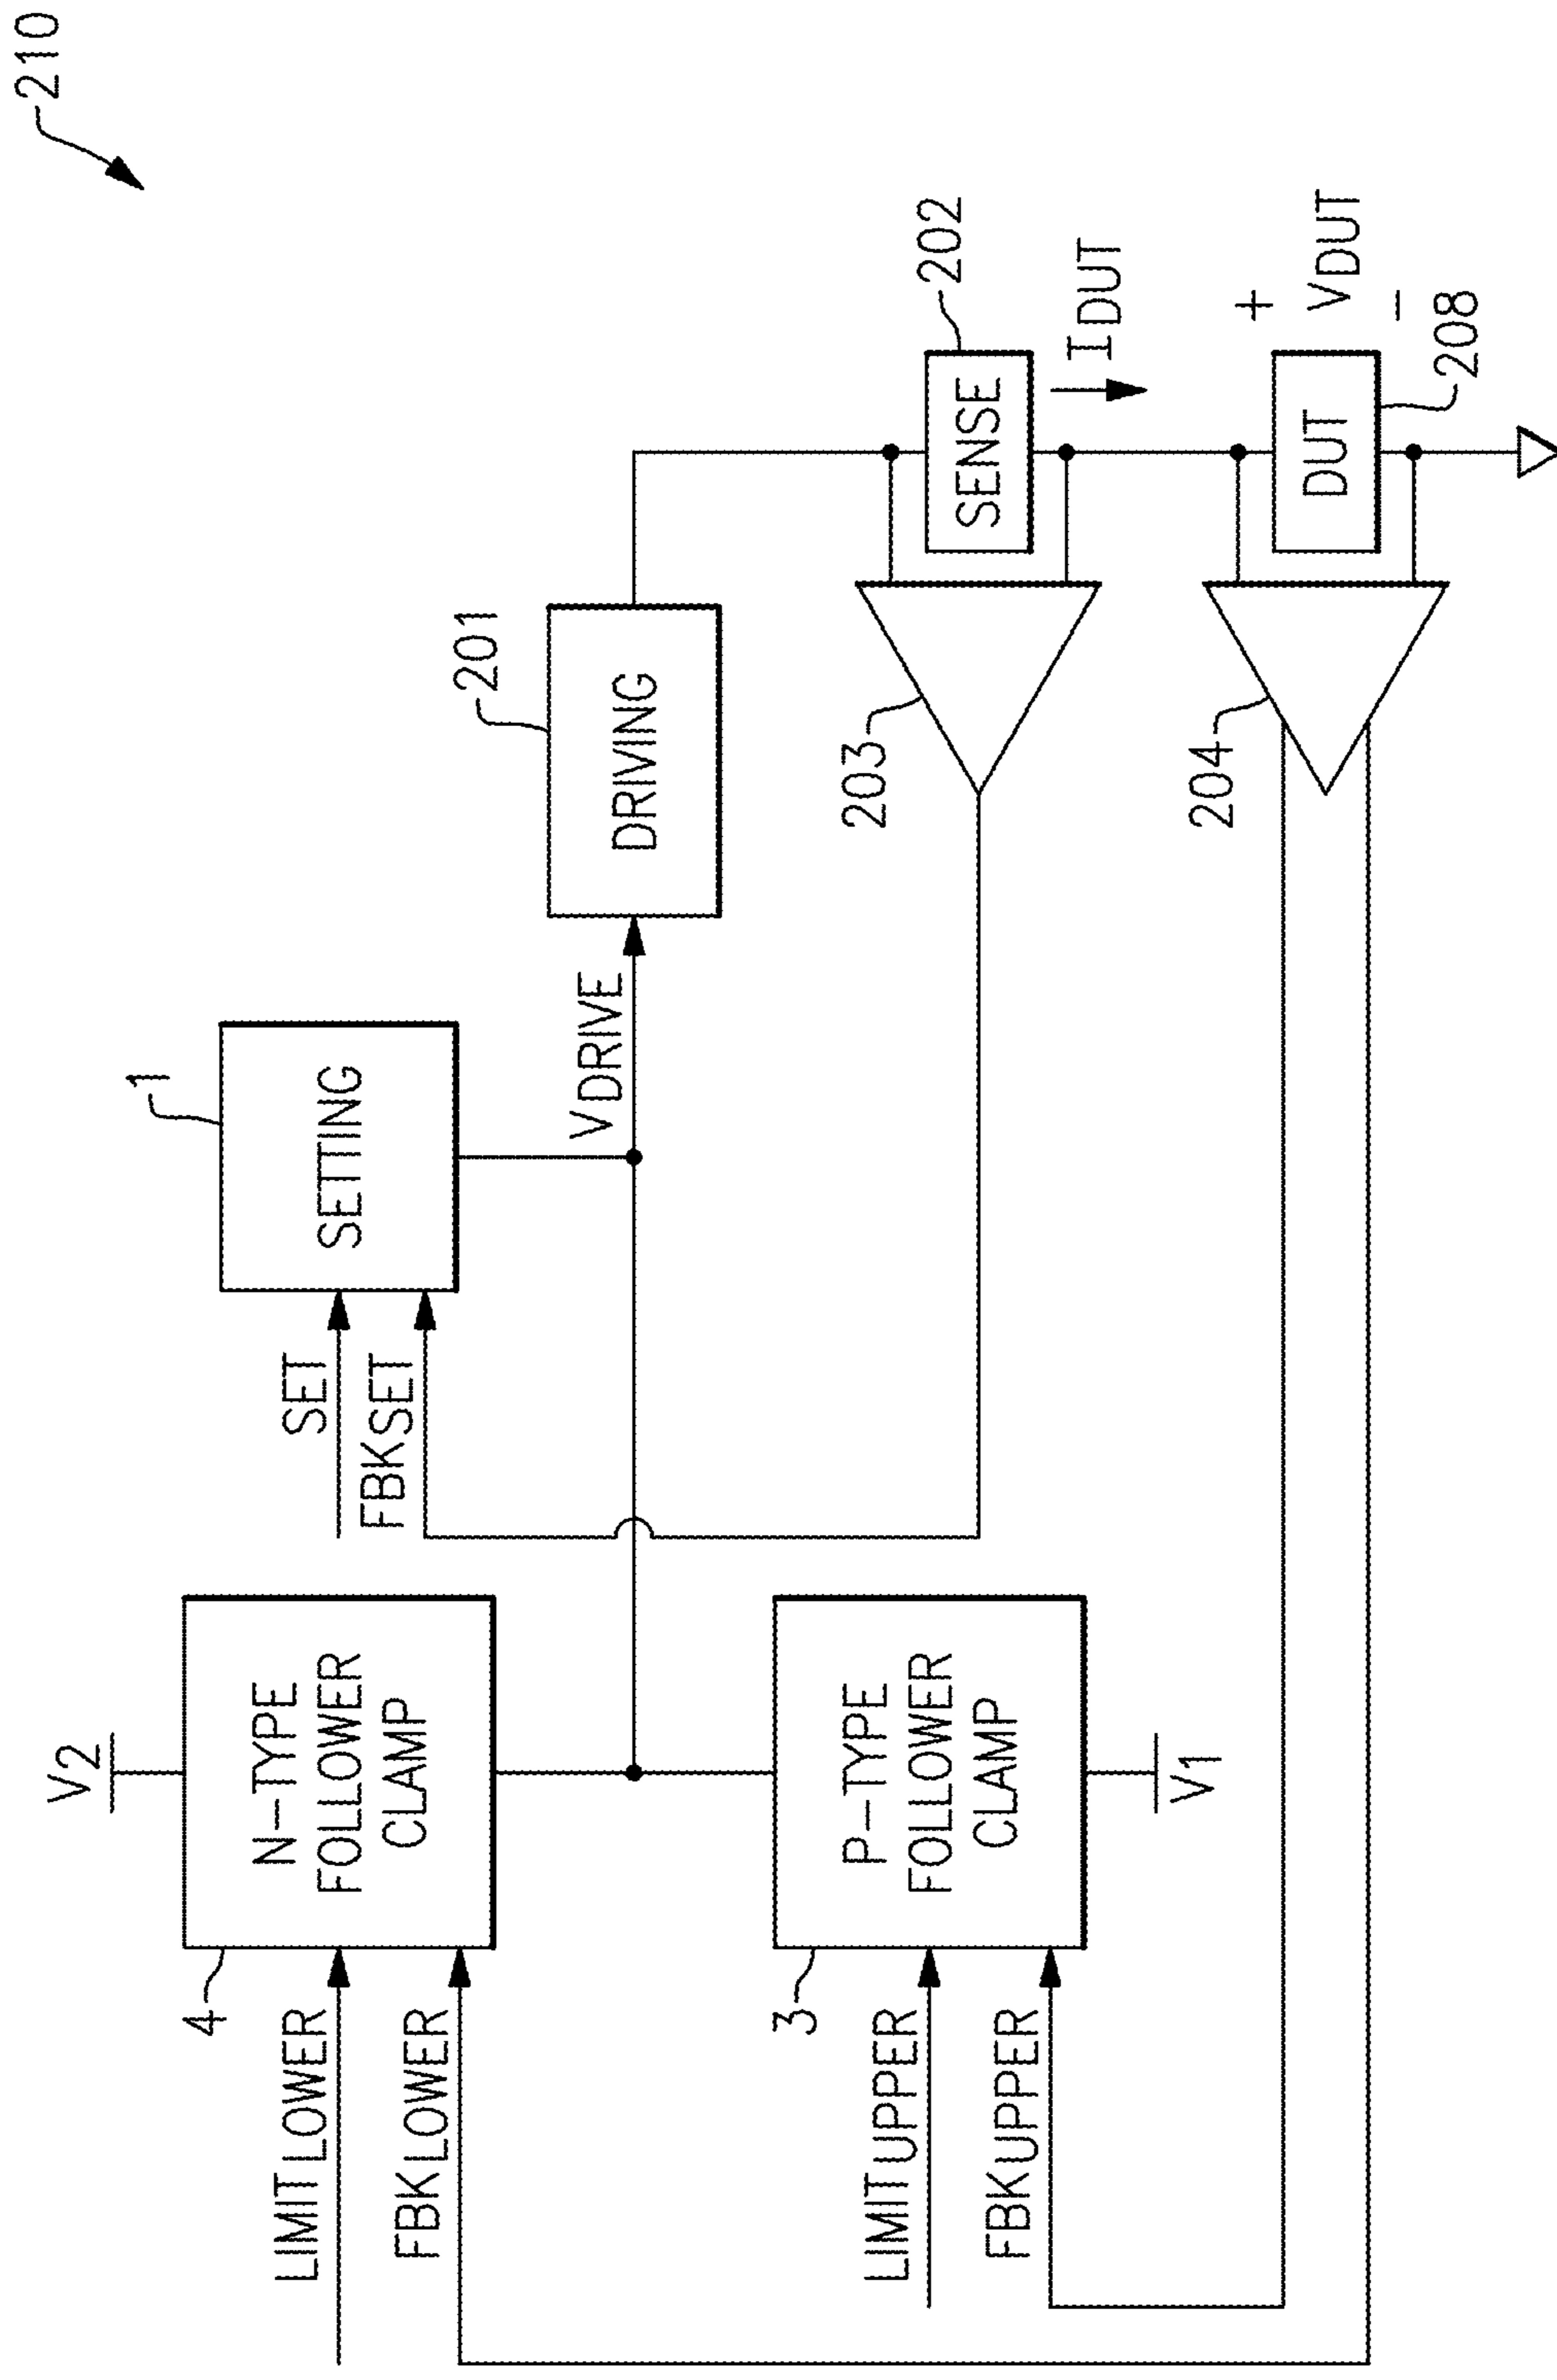 210
V2
N-TYPE
FOLLOWER
CLAMP
4
LIMITLOWER
FBKLOWER
SET
FBKSET
SETTING
1
VDRIVE
DRIVING
201
P-TYPE
FOLLOWER
CLAMP
3
LIMITUPPER
FBKUPPER
V1
203
SENSE
202
IDUT
204
DUT
+
VDUT
−
208